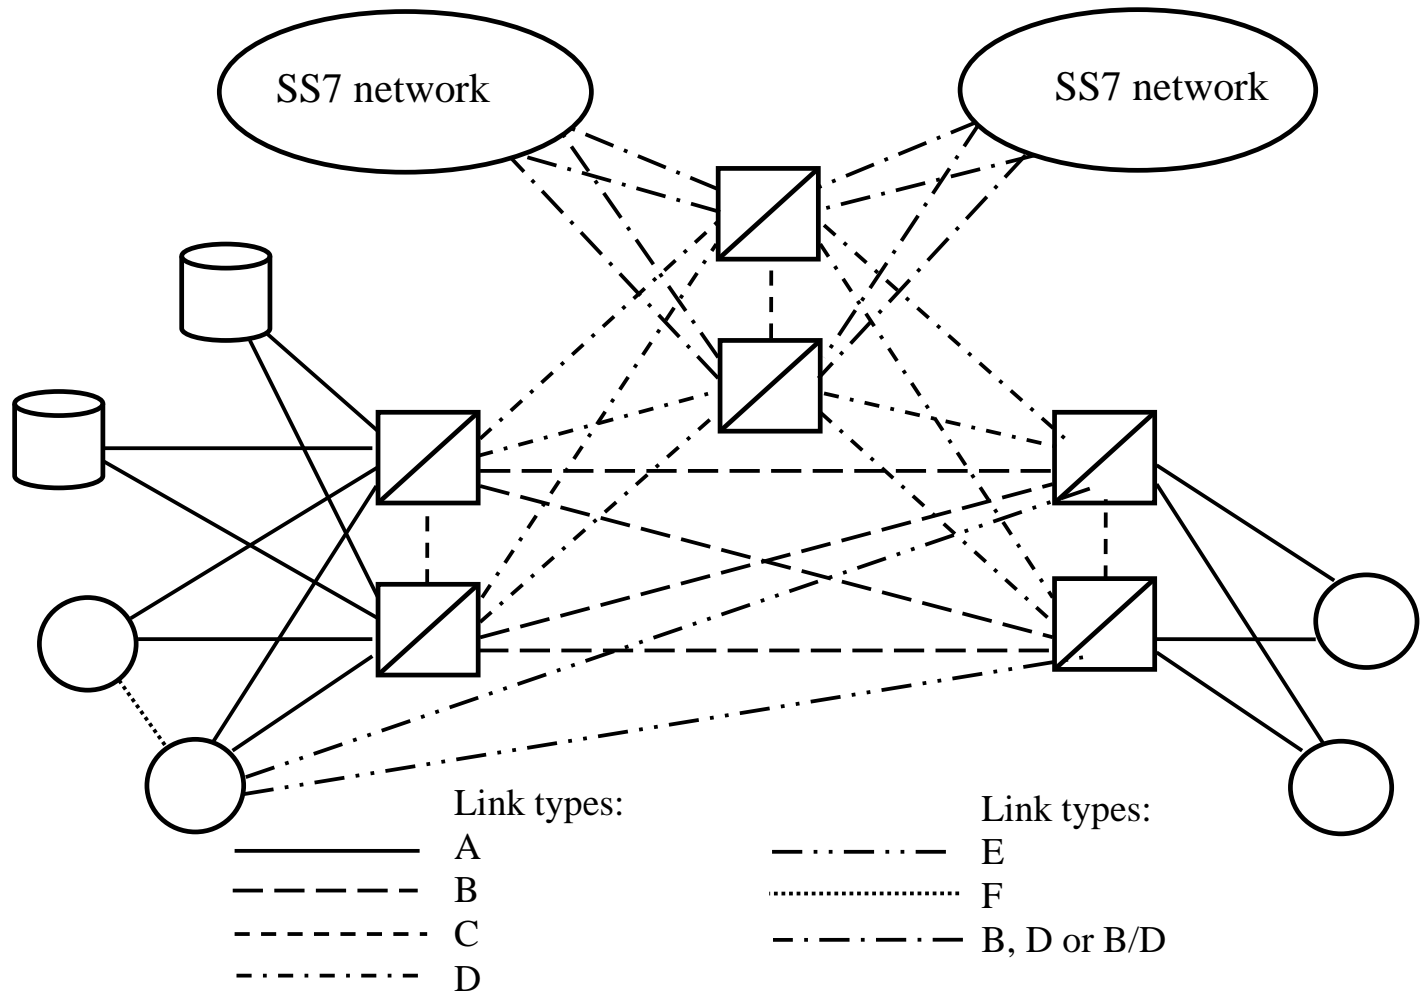 SS7 network
SS7 network
Link types:
A
B
C
D
Link types:
E
F
B, D or B/D